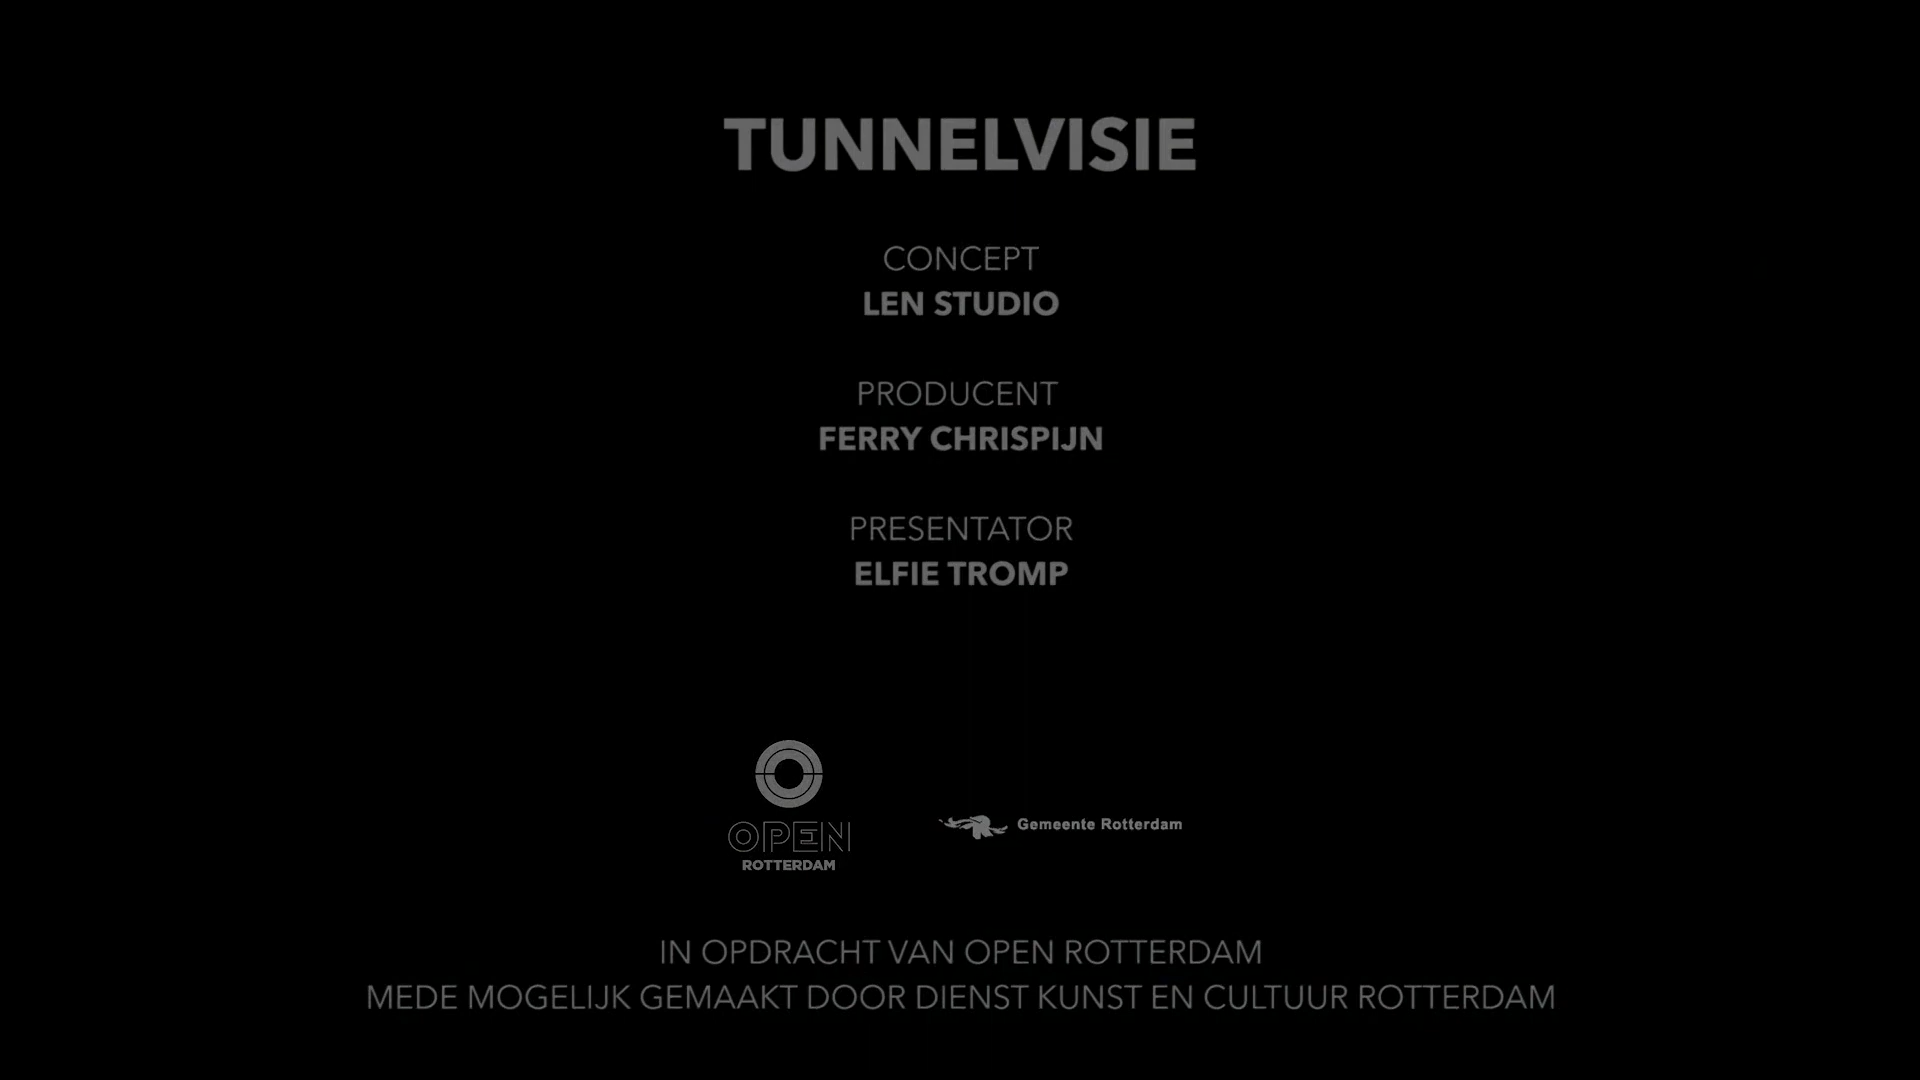 TUNNELVISIE
CONCEPT
LEN STUDIO
PRODUCENT
FERRY CHRISPIJN
PRESENTATOR
ELFIE TROMP
OPEN
ROTTERDAM
Gemeente Rotterdam
IN OPDRACHT VAN OPEN ROTTERDAM
MEDE MOGELIJK GEMAAKT DOOR DIENST KUNST EN CULTUUR ROTTERDAM